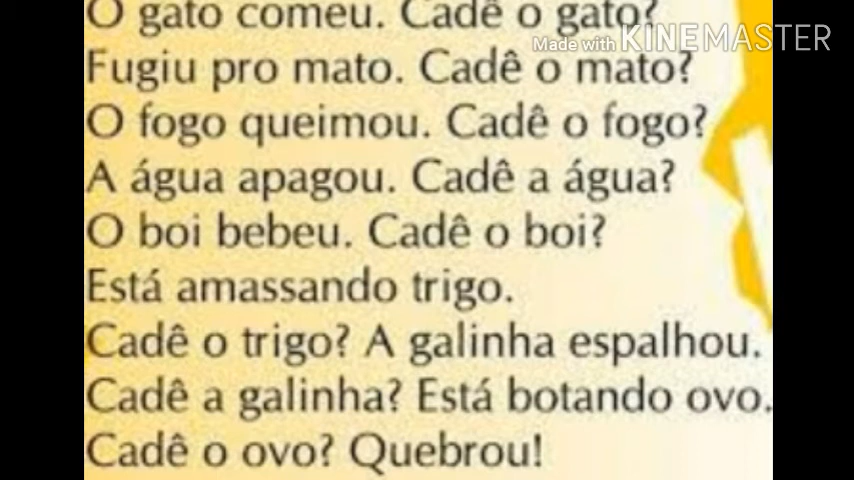 O gato comeu. Cadê o gato?
Made with KINEMASTER
Fugiu pro mato. Cadê o mato?
O fogo queimou. Cadê o fogo?
A água apagou. Cadê a água?
O boi bebeu. Cadê o boi?
Está amassando trigo.
Cadê o trigo? A galinha espalhou.
Cadê a galinha? Está botando ovo.
Cadê o ovo? Quebrou!